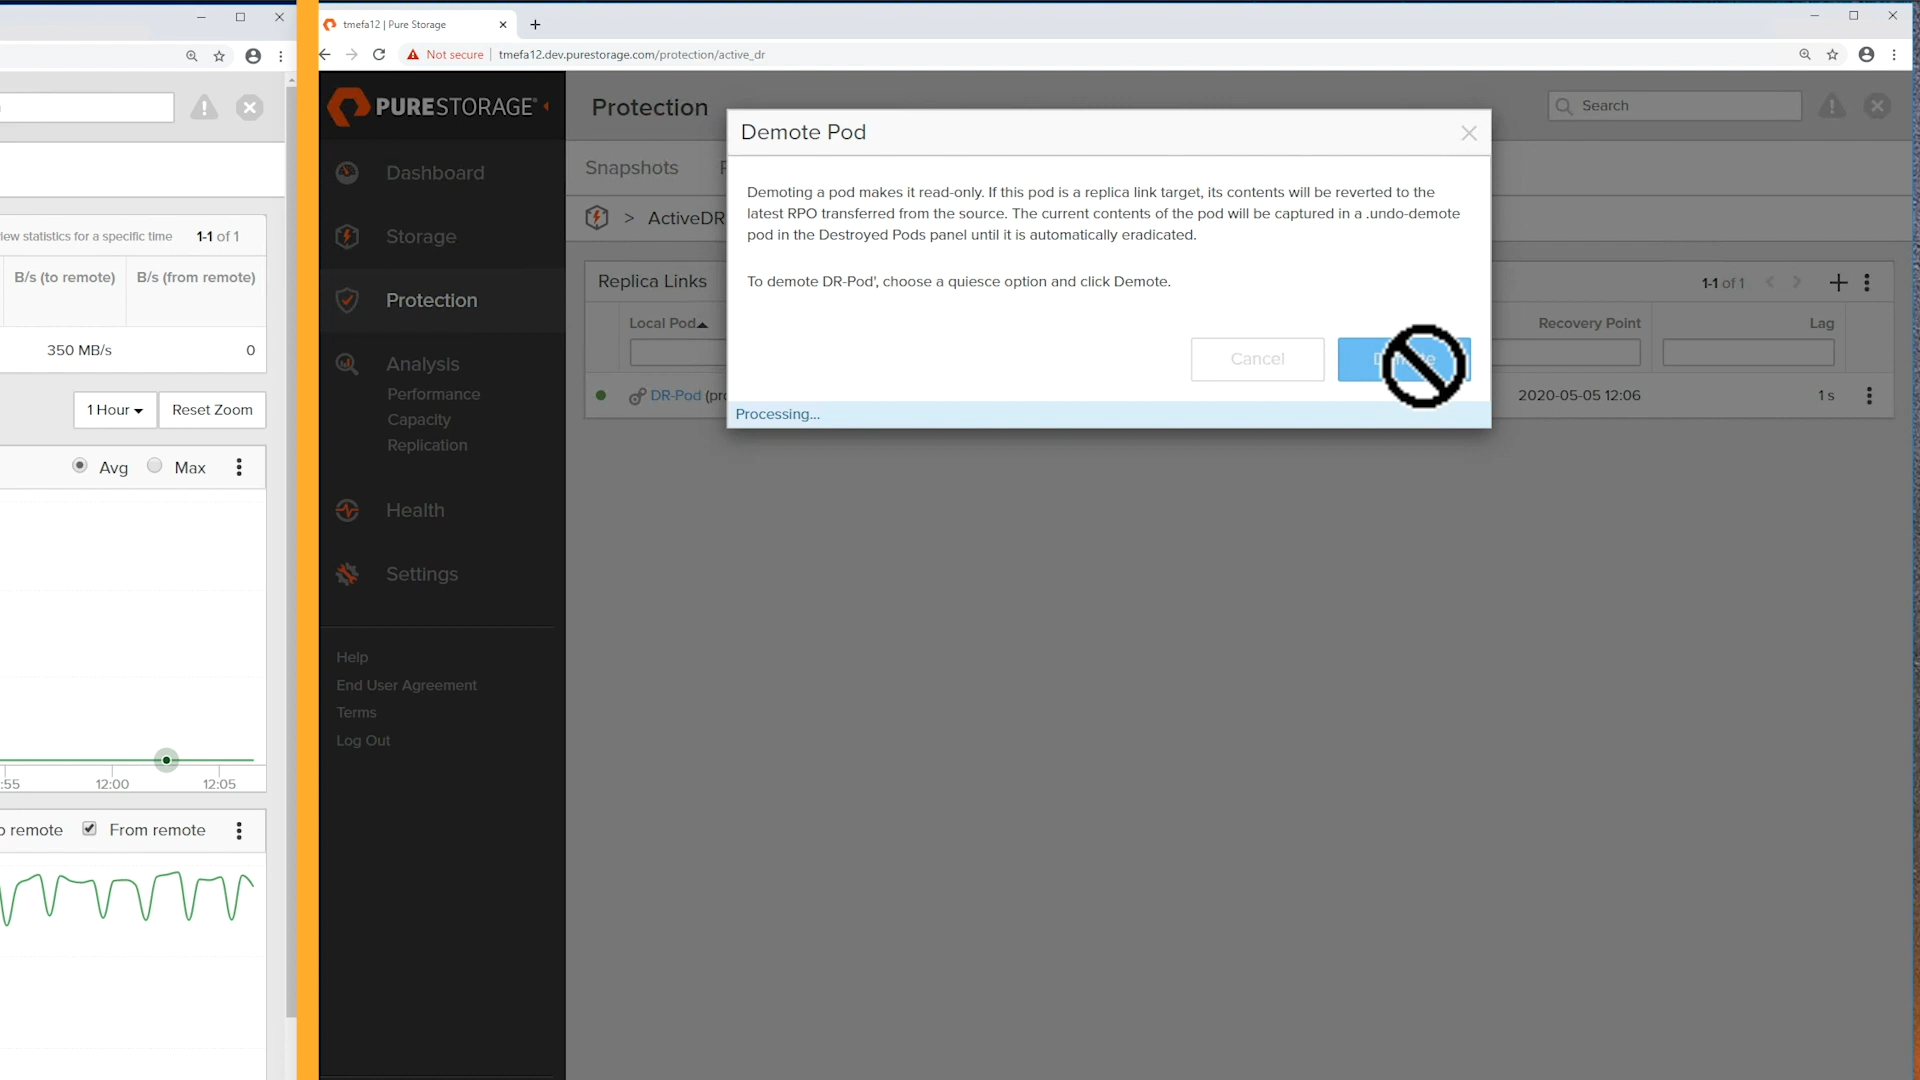 iew statistics for a specific time 1-1 of 1
B/s (to remote) B/s (from remote)
350 MB/s 0
1 Hour Reset Zoom
Avg Max
:55 12:00 12:05
o remote From remote
tmefa12 | Pure Storage
Not secure tmefa12.dev.purestorage.com/protection/active_dr
PURESTORAGE®
Dashboard
Storage
Protection
Analysis
Performance
Capacity
Replication
Health
Settings
Help
End User Agreement
Terms
Log Out
Protection Search
Snapshots
> ActiveDR
Replica Links 1-1 of 1
Local Pod Recovery Point Lag
DR-Pod (pro 2020-05-05 12:06 1 s
Demote Pod
Demoting a pod makes it read-only. If this pod is a replica link target, its contents will be reverted to the
latest RPO transferred from the source. The current contents of the pod will be captured in a .undo-demote
pod in the Destroyed Pods panel until it is automatically eradicated.
To demote DR-Pod', choose a quiesce option and click Demote.
Cancel
Processing...